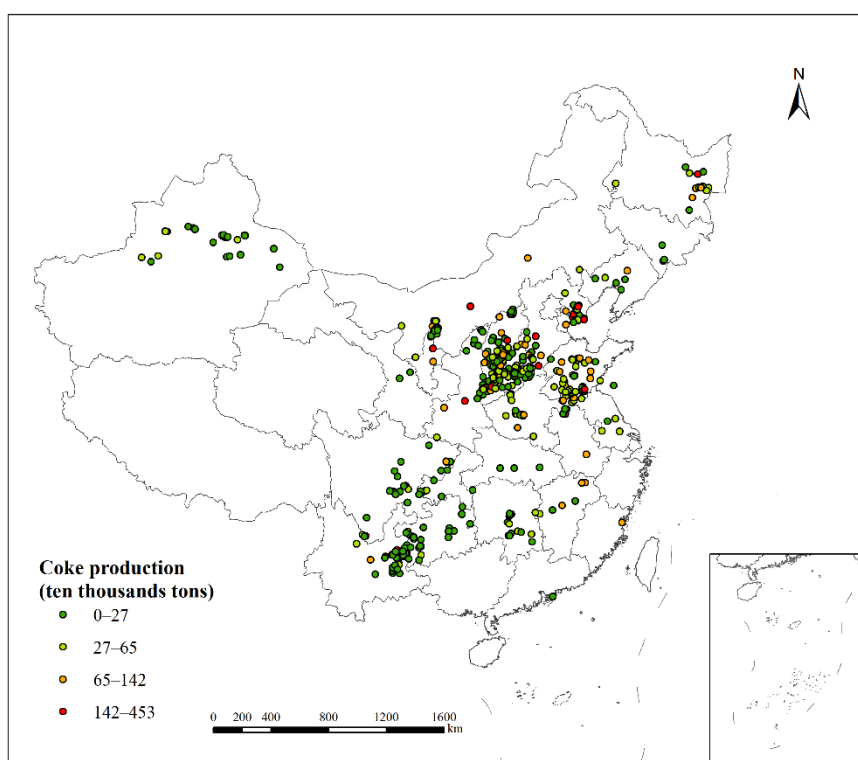 N
Coke production
(ten thousands tons)
0–27
27–65
65–142
142–453
0 200 400 800 1200 1600
km